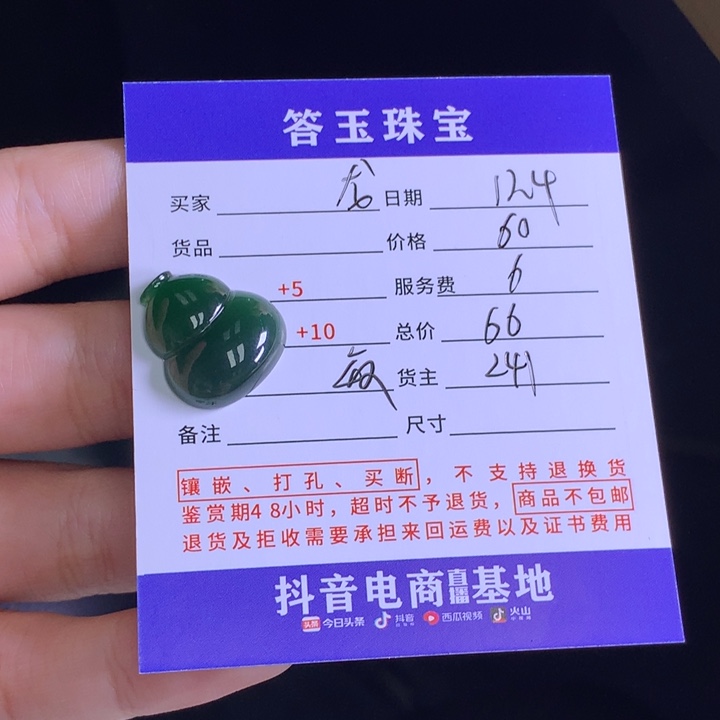 答玉珠宝
买家 日期 124
货品 价格 60
+5 服务费 6
+10 总价 66
货主 241
备注 尺寸
镶嵌、打孔、买断，不支持退换货
鉴赏期48小时，超时不予退货，商品不包邮
退货及拒收需要承担来回运费以及证书费用
抖音电商直播基地
头条 今日头条 抖音 西瓜视频 火山